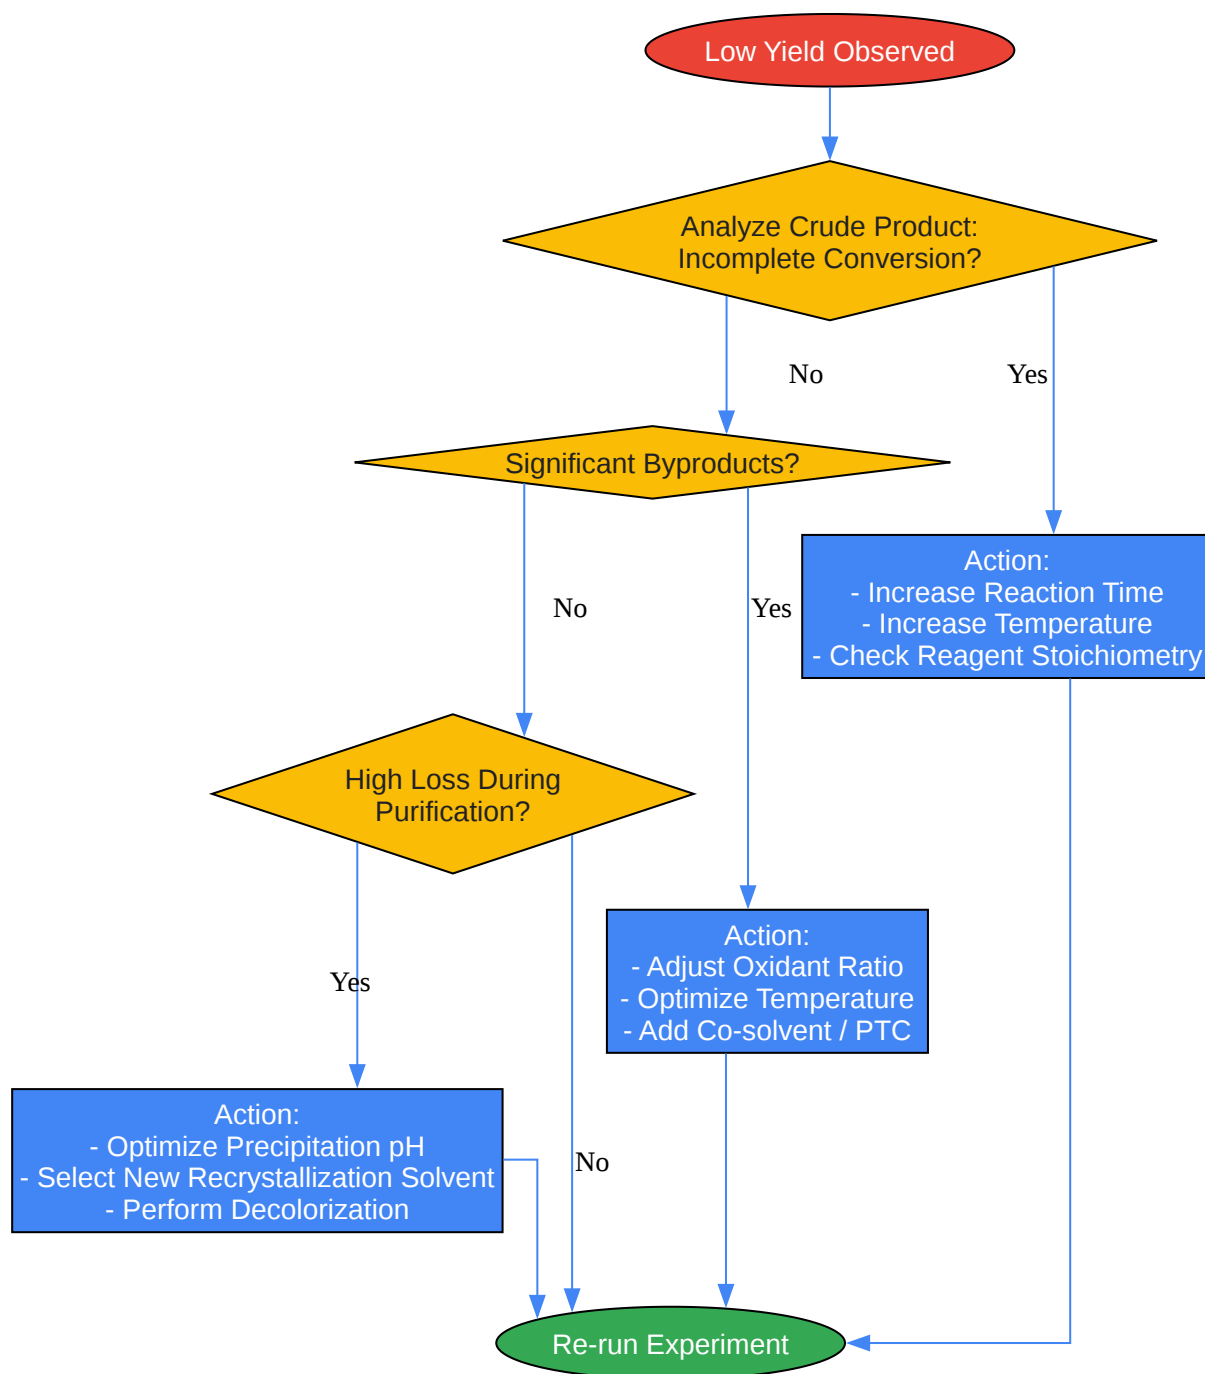 Low Yield Observed
Analyze Crude Product:
Incomplete Conversion?
No
Yes
Significant Byproducts?
Action:
- Increase Reaction Time
- Increase Temperature
- Check Reagent Stoichiometry
No
Yes
High Loss During
Purification?
Action:
- Adjust Oxidant Ratio
- Optimize Temperature
- Add Co-solvent / PTC
Yes
Action:
- Optimize Precipitation pH
- Select New Recrystallization Solvent
- Perform Decolorization
No
Re-run Experiment